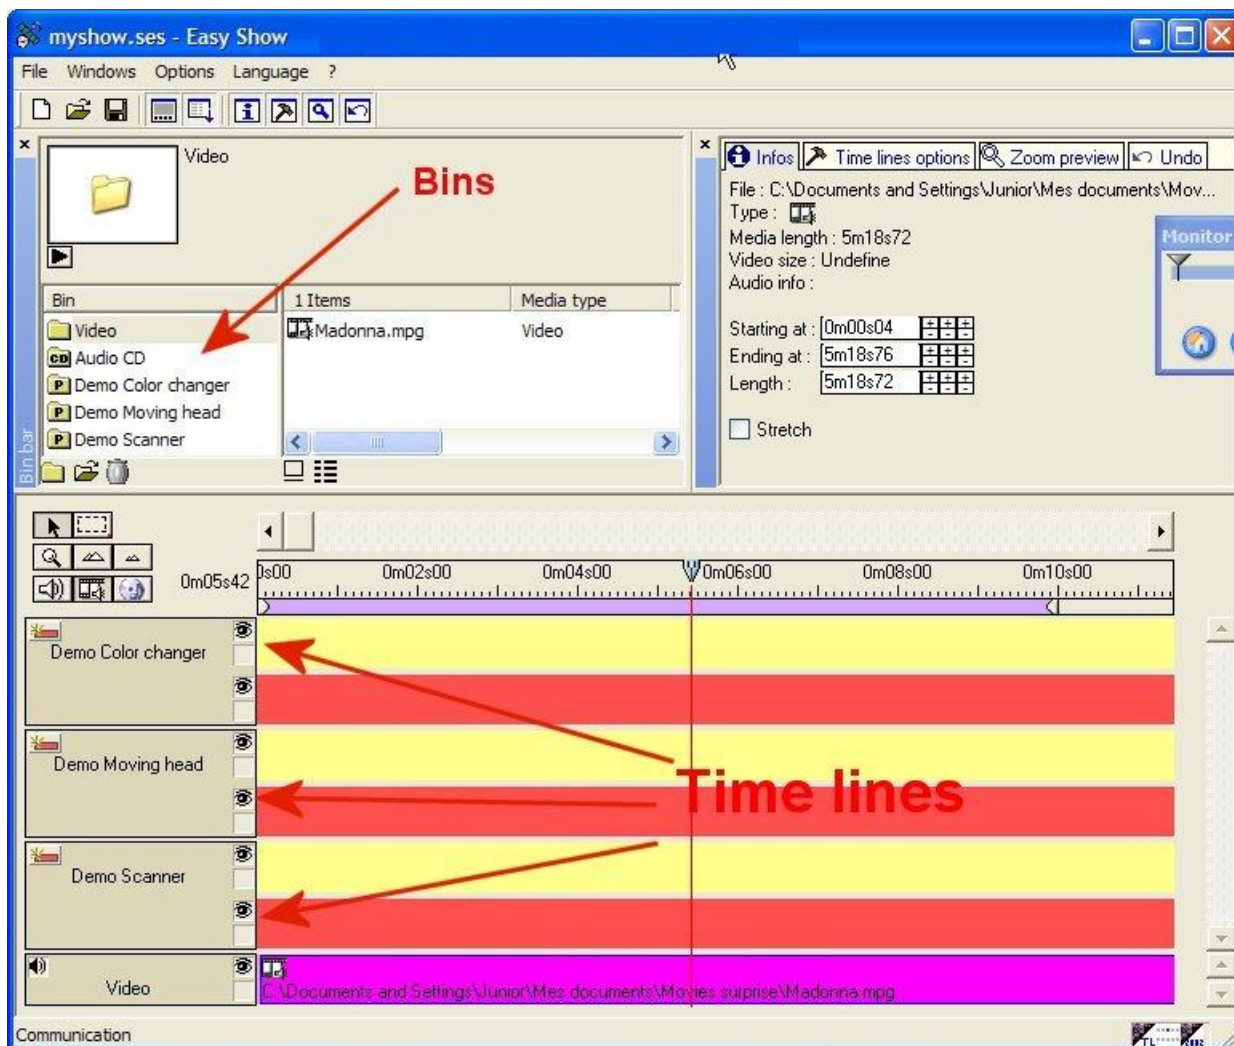 myshow.ses - Easy Show
File Windows Options Language ?
Video
Bins
Infos Time lines options Zoom preview Undo
File : C:\Documents and Settings\Junior\Mes documents\Mov...
Type :
Media length : 5m18s72
Video size : Undefine
Audio info :
Monitor
Bin
1 Items Media type
Video
Madonna.mpg Video
CD Audio CD
P Demo Color changer
P Demo Moving head
P Demo Scanner
Bin bar
Starting at : 0m00s04
Ending at : 5m18s76
Length : 5m18s72
Stretch
0m05s42
0s00 0m02s00 0m04s00 0m06s00 0m08s00 0m10s00
Demo Color changer
Demo Moving head
Time lines
Demo Scanner
Video
C:\Documents and Settings\Junior\Mes documents\Movies surprise\Madonna.mpg
Communication